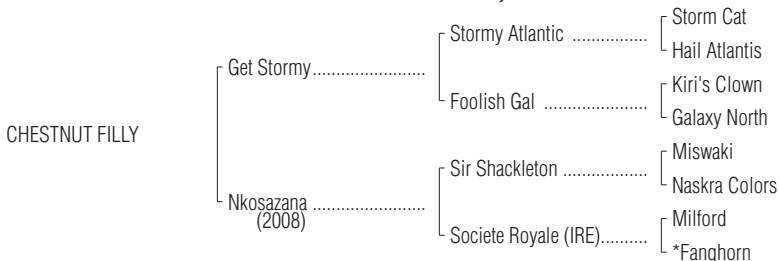 Storm Cat
Stormy Atlantic ..................
Hail Atlantis
Get Stormy...........................
Kiri's Clown
Foolish Gal ........................
Galaxy North
CHESTNUT FILLY
Miswaki
Sir Shackleton ....................
Naskra Colors
Nkosazana ...........................
(2008)
Milford
Societe Royale (IRE)...........
*Fanghorn